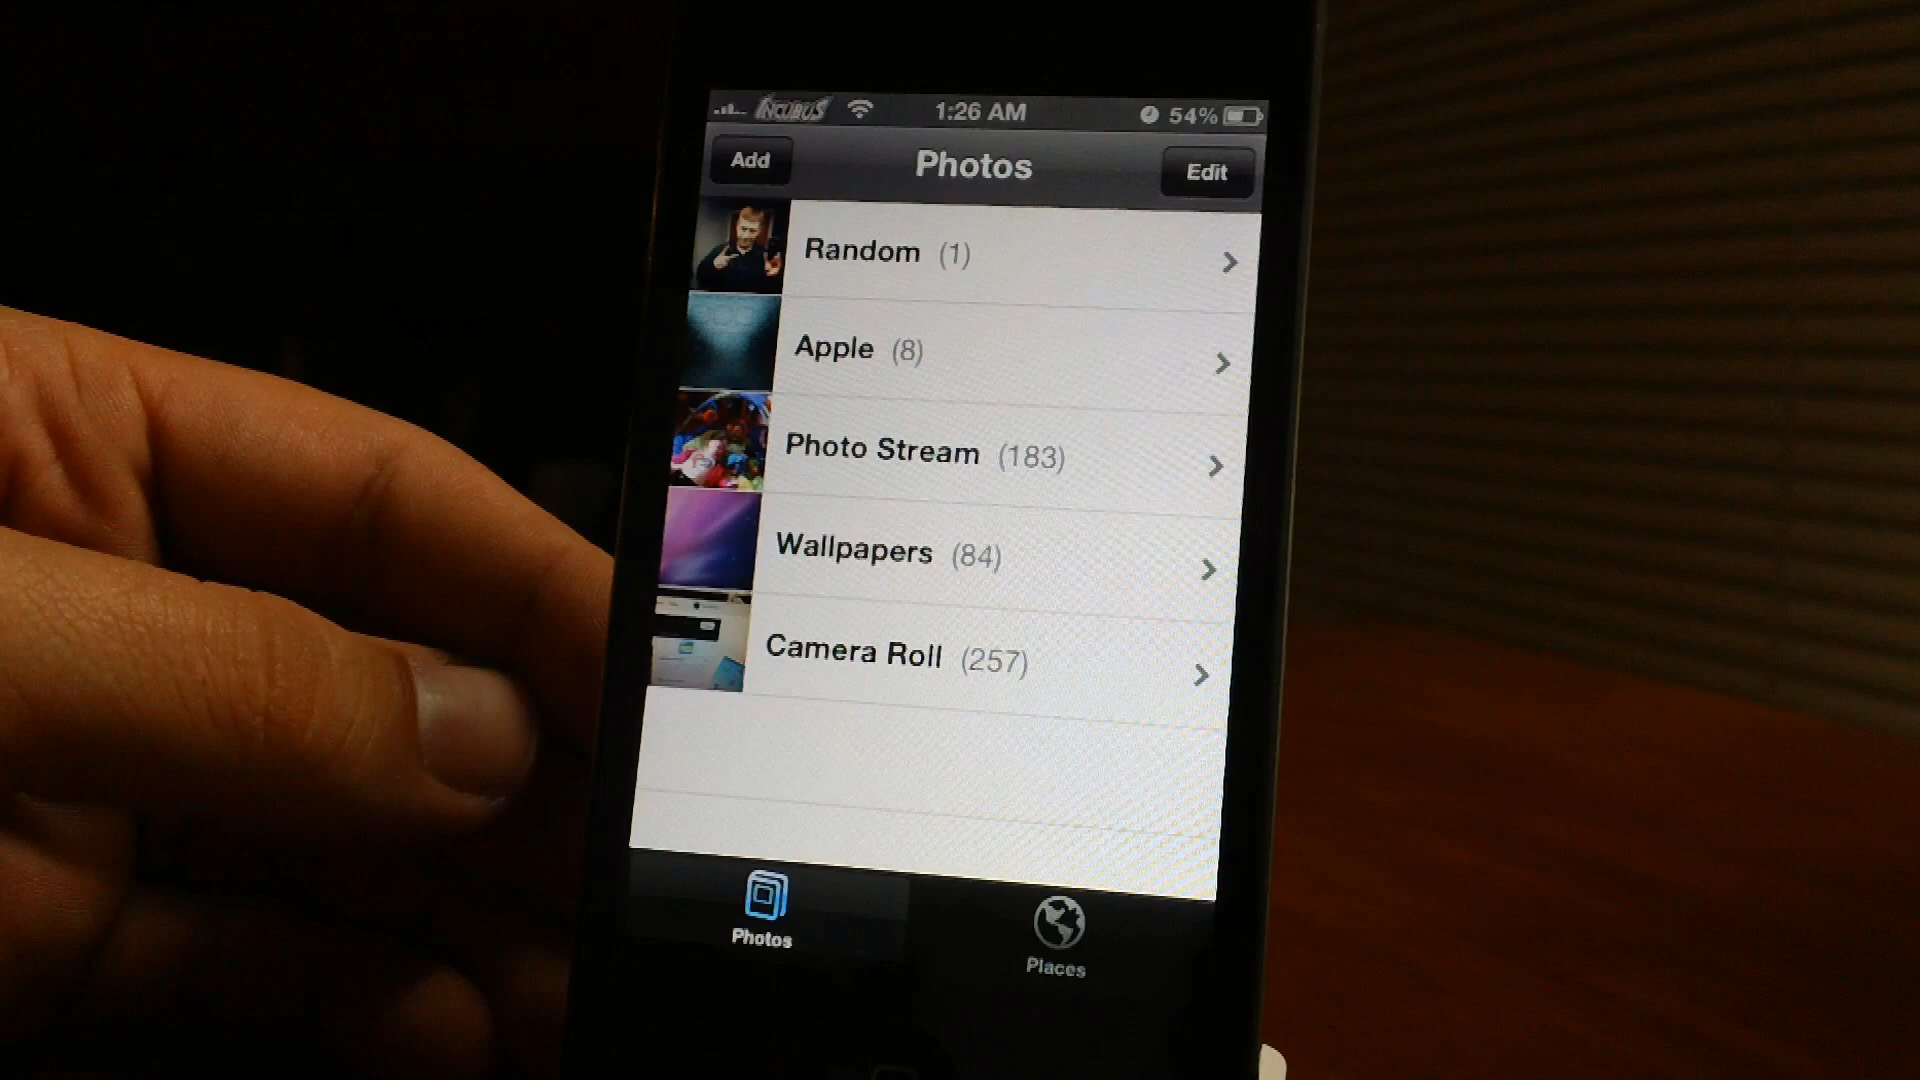 INCUBUS 1:26 AM 54%
Add Photos Edit
Random (1)
Apple (8)
Photo Stream (183)
Wallpapers (84)
Camera Roll (257)
Photos Places